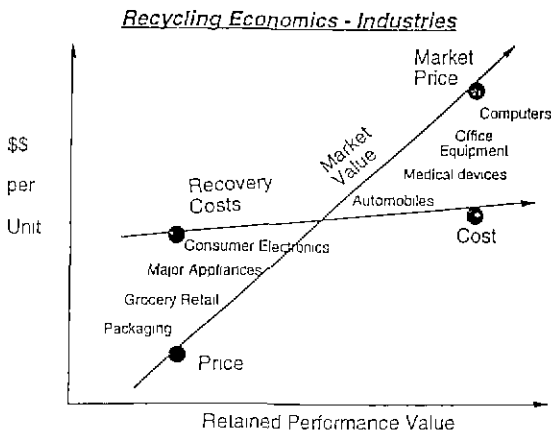 Recycling Economics - Industries
Market
Price
Computers
$$
per
Unit
Office
Equipment
Market
Value
Medical devices
Recovery
Costs
Automobiles
Consumer Electronics
Cost
Major Appliances
Grocery Retail
Packaging
Price
Retained Performance Value